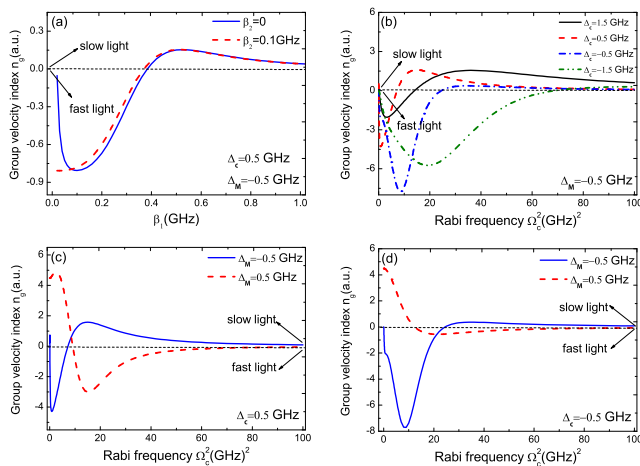 (a)
β₂=0
β₂=0.1GHz
slow light
fast light
Δc=0.5 GHz
ΔM=−0.5 GHz
Group velocity index ng(a.u.)
0.3
0.0
-0.3
-0.6
-0.9
0.0 0.2 0.4 0.6 0.8 1.0
β₁(GHz)
(b)
Δc=1.5 GHz
Δc=0.5 GHz
Δc=−0.5 GHz
Δc=−1.5 GHz
slow light
fast light
ΔM=−0.5 GHz
Group velocity index ng(a.u.)
6
3
0
-3
-6
0 20 40 60 80 100
Rabi frequency Ωc²(GHz)²
(c)
ΔM=−0.5 GHz
ΔM=0.5 GHz
slow light
fast light
Δc=0.5 GHz
Group velocity index ng(a.u.)
6
4
2
0
-2
-4
0 20 40 60 80 100
Rabi frequency Ωc²(GHz)²
(d)
ΔM=−0.5 GHz
ΔM=0.5 GHz
slow light
fast light
Δc=−0.5 GHz
Group velocity index ng(a.u.)
6
4
2
0
-2
-4
-6
-8
0 20 40 60 80 100
Rabi frequency Ωc²(GHz)²